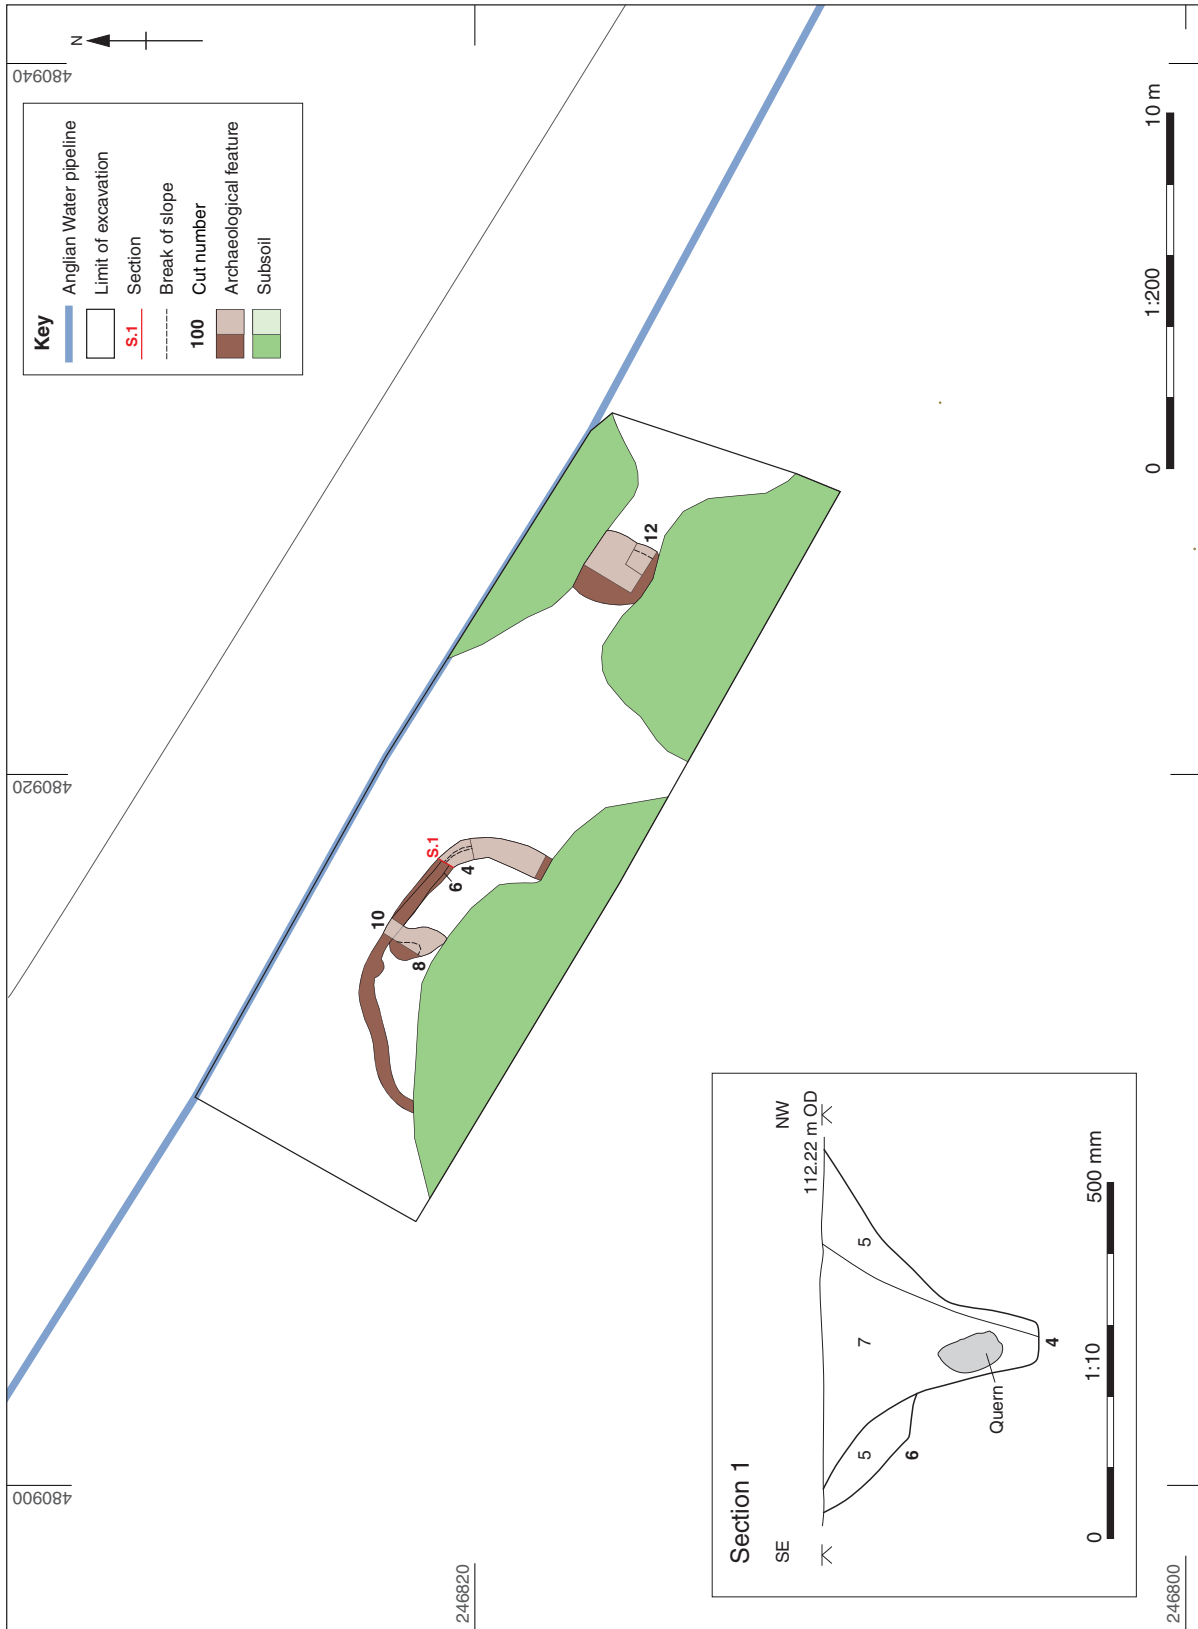 480940
480920
480900
246820
246800
N
Key
Anglian Water pipeline
Limit of excavation
S.1 Section
Break of slope
100 Cut number
Archaeological feature
Subsoil
S.1
10
6
4
8
12
0 1:200 10 m
Section 1
SE
NW
112.22 m OD
5
7
5
6
4
Quern
0 1:10 500 mm